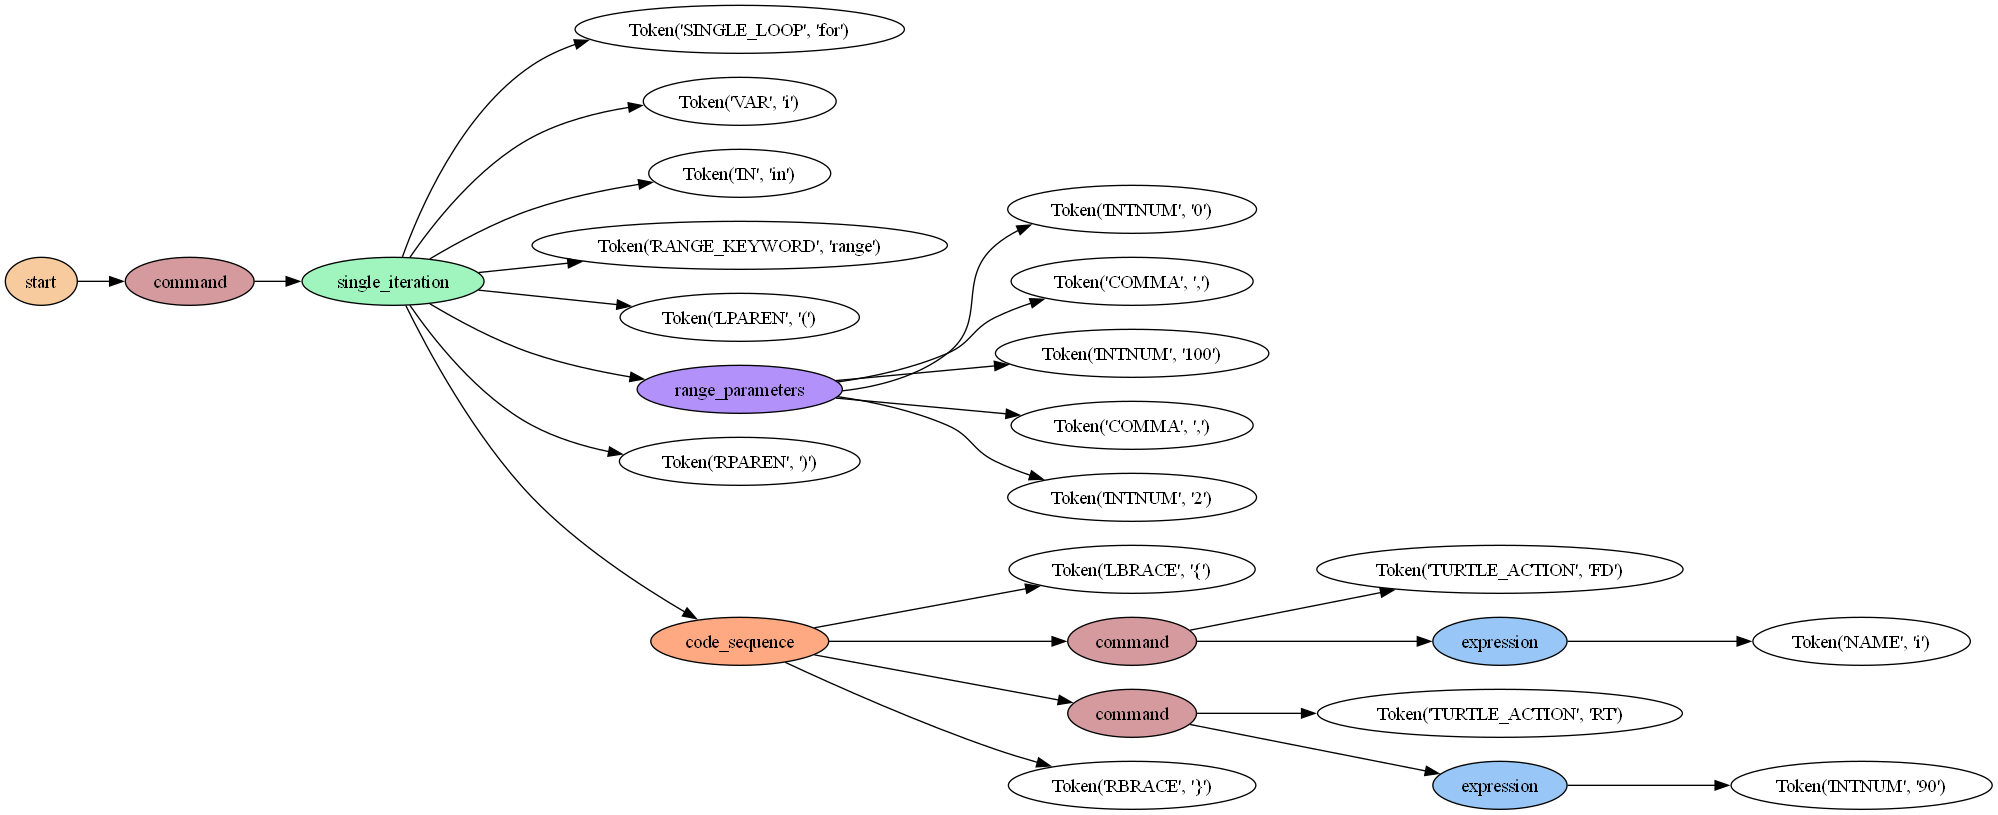 start
command
single_iteration
Token('SINGLE_LOOP', 'for')
Token('VAR', 'i')
Token('IN', 'in')
Token('RANGE_KEYWORD', 'range')
Token('LPAREN', '(')
range_parameters
Token('INTNUM', '0')
Token('COMMA', ',')
Token('INTNUM', '100')
Token('COMMA', ',')
Token('INTNUM', '2')
Token('RPAREN', ')')
code_sequence
Token('LBRACE', '{')
command
Token('TURTLE_ACTION', 'FD')
expression
Token('NAME', 'i')
command
Token('TURTLE_ACTION', 'RT')
expression
Token('INTNUM', '90')
Token('RBRACE', '}')